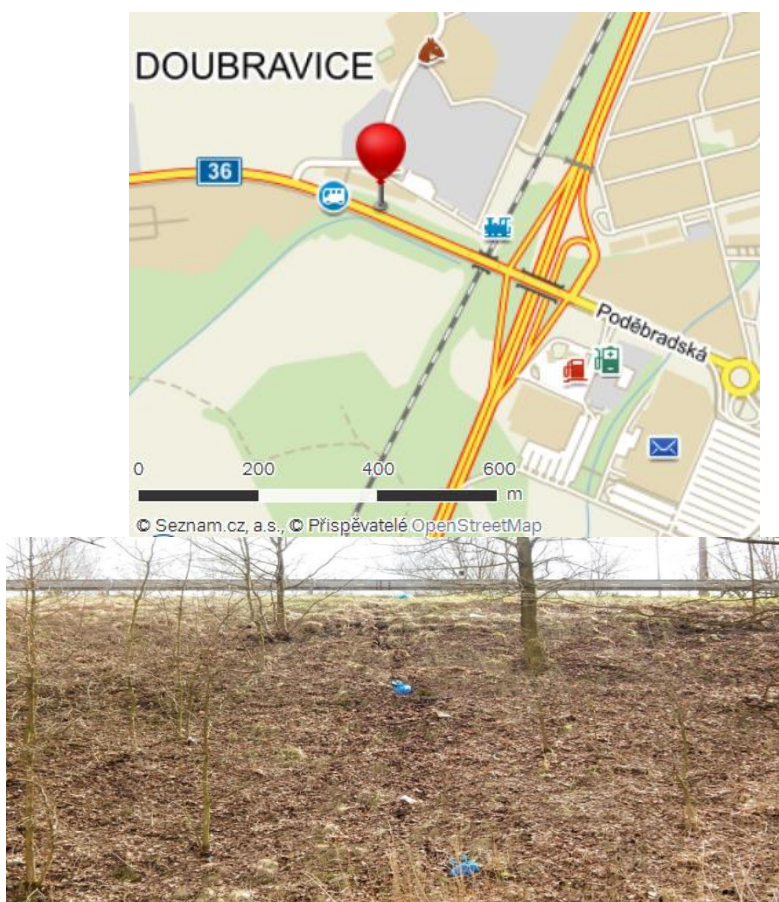 DOUBRAVICE
36
Poděbradská
0 200 400 600
m
© Seznam.cz, a.s., © Přispěvatelé OpenStreetMap